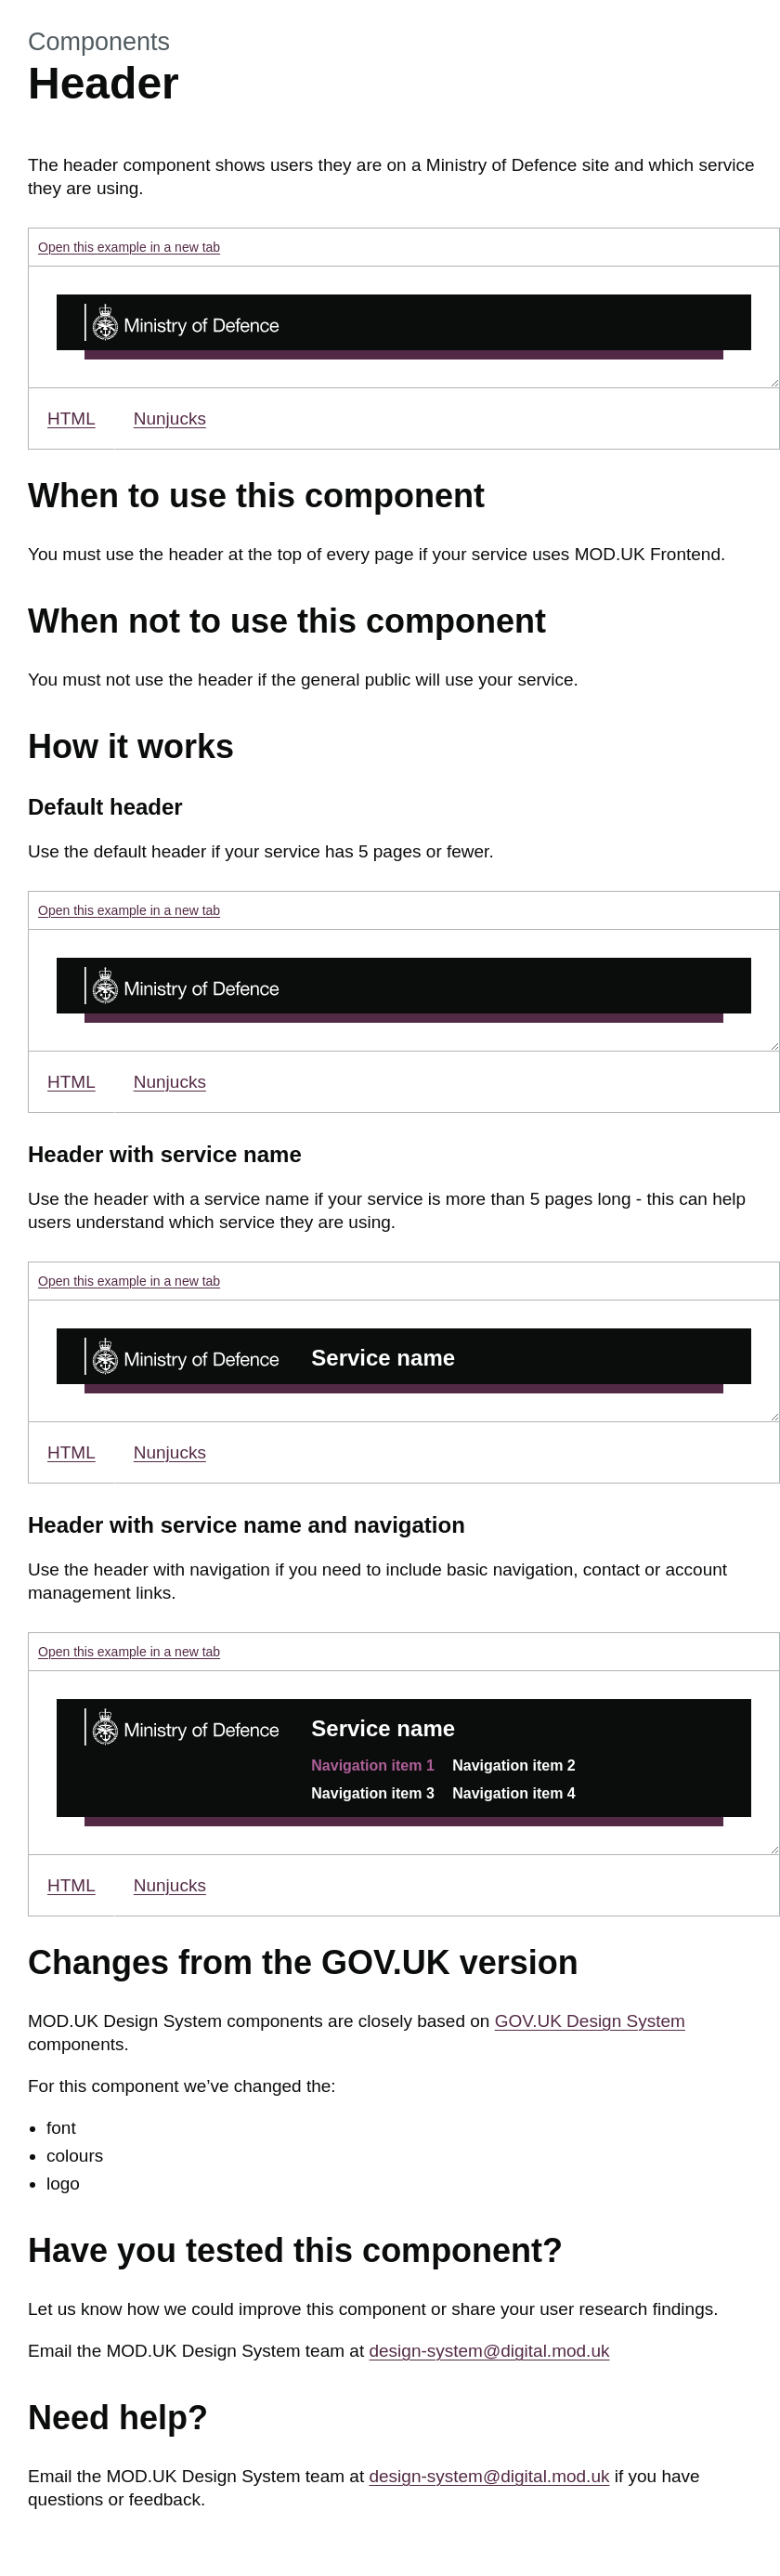 Components
Header
The header component shows users they are on a Ministry of Defence site and which service
they are using.
Open this example in a new tab
Ministry of Defence
HTML Nunjucks
When to use this component
You must use the header at the top of every page if your service uses MOD.UK Frontend.
When not to use this component
You must not use the header if the general public will use your service.
How it works
Default header
Use the default header if your service has 5 pages or fewer.
Open this example in a new tab
Ministry of Defence
HTML Nunjucks
Header with service name
Use the header with a service name if your service is more than 5 pages long - this can help
users understand which service they are using.
Open this example in a new tab
Ministry of Defence Service name
HTML Nunjucks
Header with service name and navigation
Use the header with navigation if you need to include basic navigation, contact or account
management links.
Open this example in a new tab
Ministry of Defence Service name
Navigation item 1 Navigation item 2
Navigation item 3 Navigation item 4
HTML Nunjucks
Changes from the GOV.UK version
MOD.UK Design System components are closely based on GOV.UK Design System
components.
For this component we’ve changed the:
• font
• colours
• logo
Have you tested this component?
Let us know how we could improve this component or share your user research findings.
Email the MOD.UK Design System team at design-system@digital.mod.uk
Need help?
Email the MOD.UK Design System team at design-system@digital.mod.uk if you have
questions or feedback.